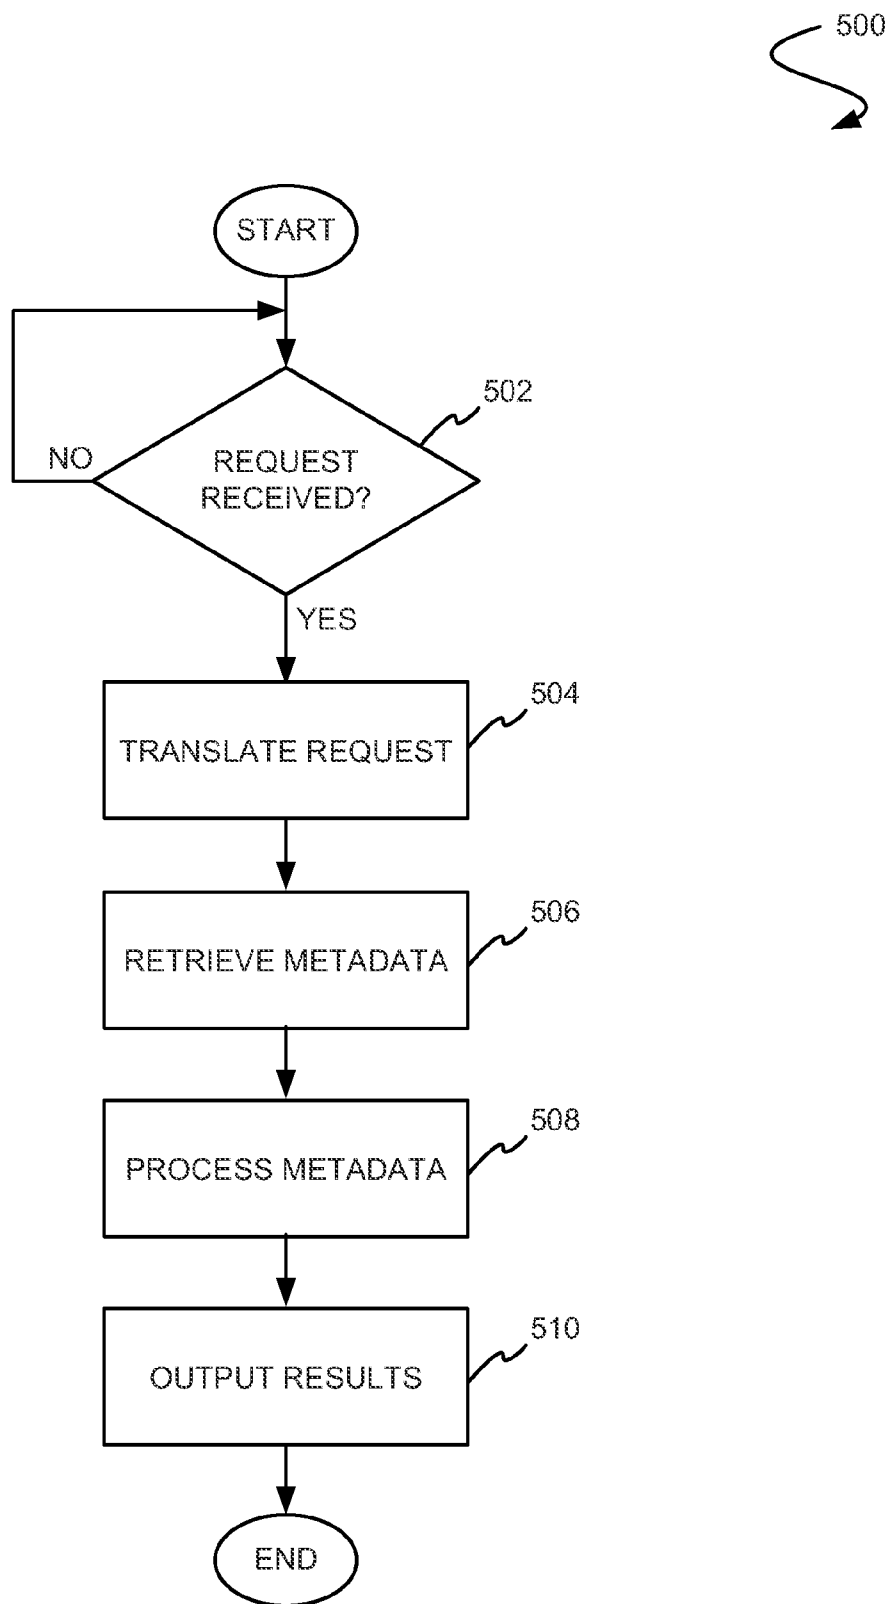 500
START
502
NO
REQUEST
RECEIVED?
YES
504
TRANSLATE REQUEST
506
RETRIEVE METADATA
508
PROCESS METADATA
510
OUTPUT RESULTS
END